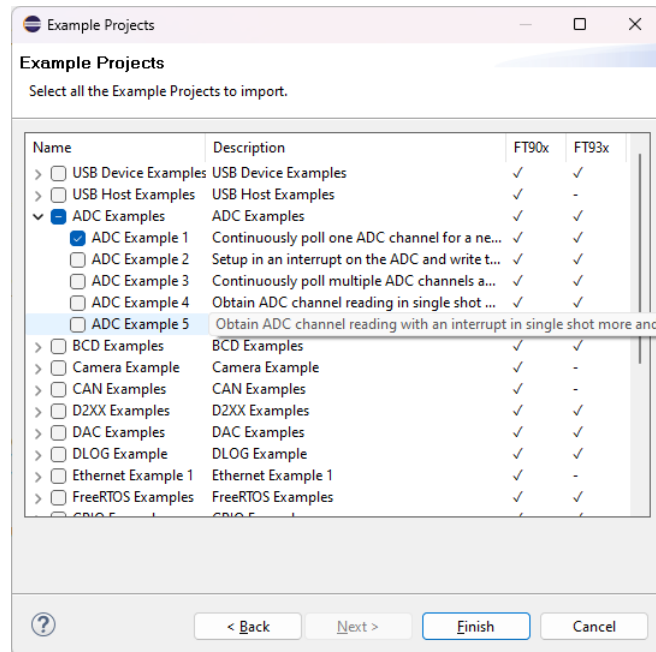 Example Projects
Example Projects
Select all the Example Projects to import.
Name Description FT90x FT93x
USB Device Examples USB Device Examples ✓ ✓
USB Host Examples USB Host Examples ✓ -
ADC Examples ADC Examples ✓ ✓
ADC Example 1 Continuously poll one ADC channel for a ne... ✓ ✓
ADC Example 2 Setup in an interrupt on the ADC and write t... ✓ ✓
ADC Example 3 Continuously poll multiple ADC channels a... ✓ ✓
ADC Example 4 Obtain ADC channel reading in single shot ... ✓ ✓
ADC Example 5 Obtain ADC channel reading with an interrupt in single shot more and
BCD Examples BCD Examples ✓ ✓
Camera Example Camera Example ✓ -
CAN Examples CAN Examples ✓ -
D2XX Examples D2XX Examples ✓ ✓
DAC Examples DAC Examples ✓ ✓
DLOG Example DLOG Example ✓ ✓
Ethernet Example 1 Ethernet Example 1 ✓ -
FreeRTOS Examples FreeRTOS Examples ✓ ✓
? < Back Next > Finish Cancel